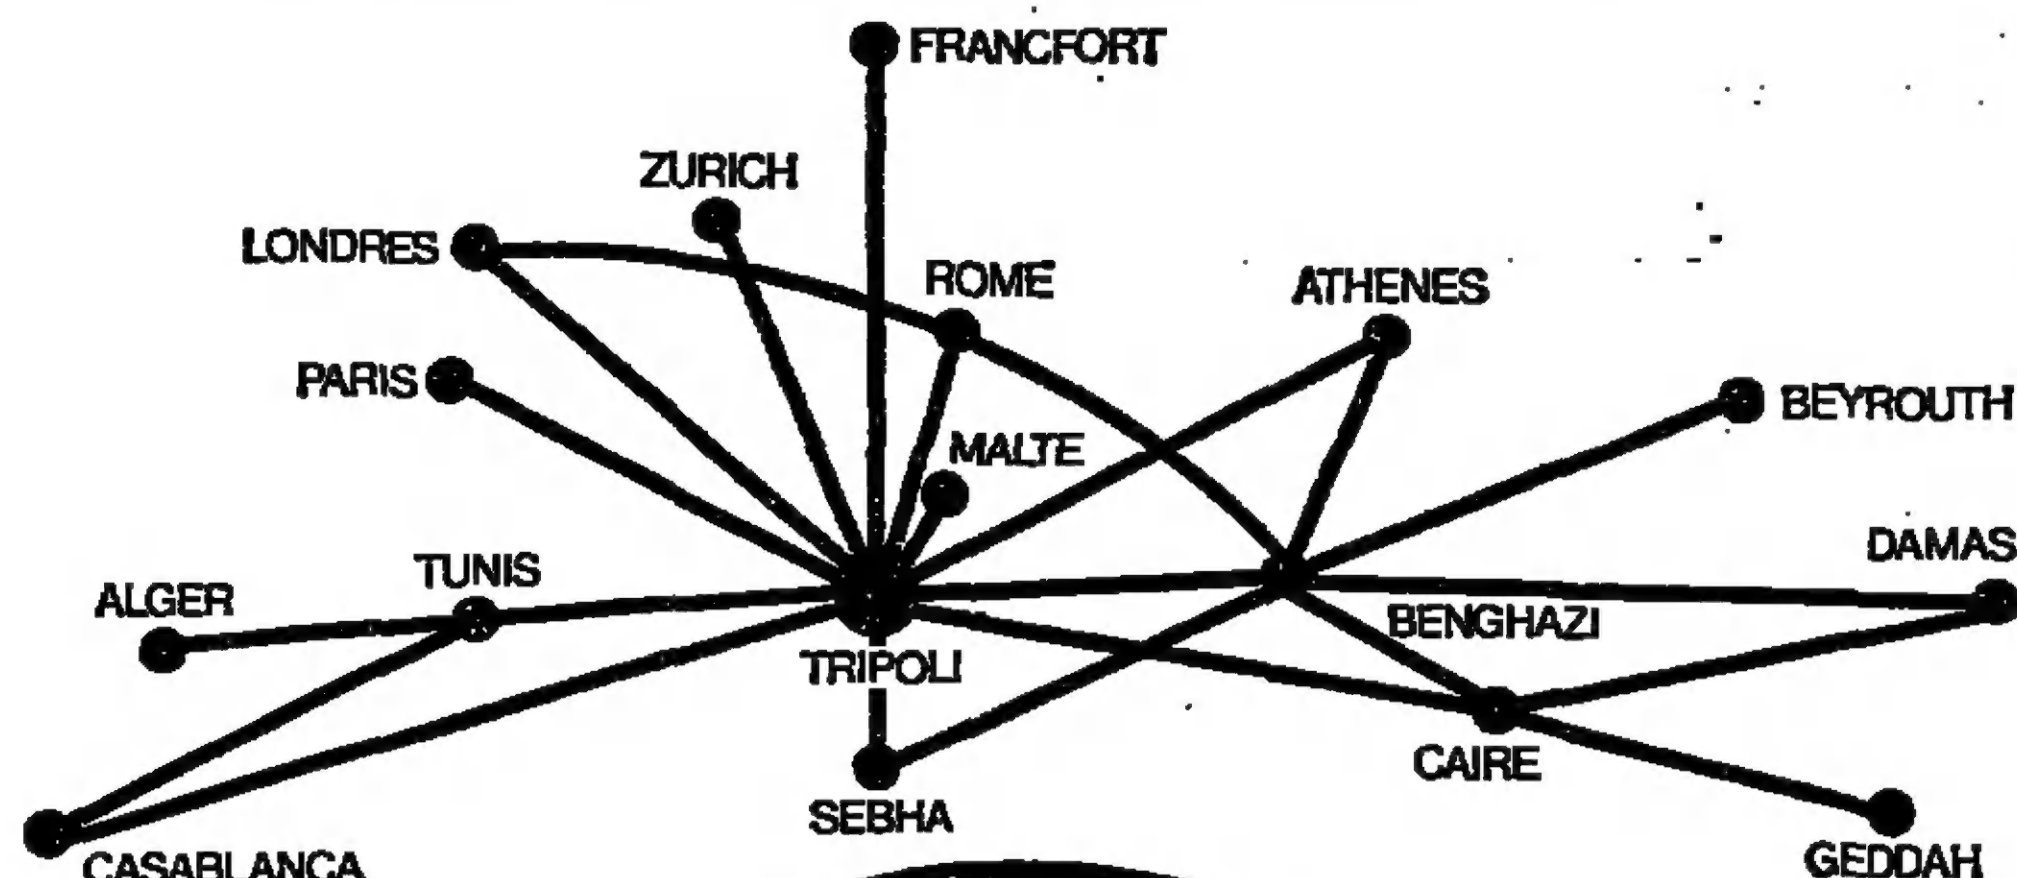 FRANCFORT
ZURICH
LONDRES
ROME
ATHENES
PARIS
BEYROUTH
MALTE
DAMAS
TUNIS
ALGER
BENGHAZI
TRIPOLI
CAIRE
SEBHA
GEDDAH
CASABLANCA